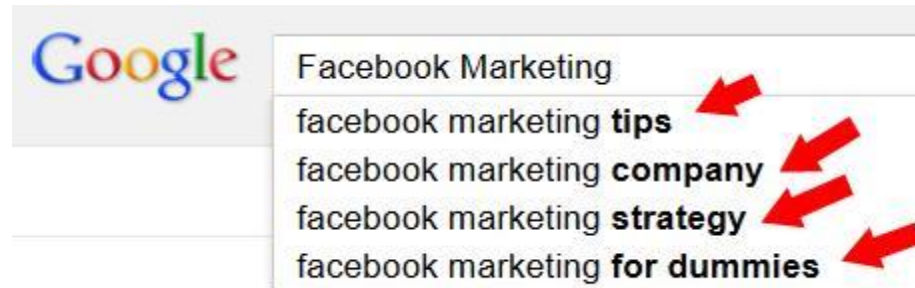 Google
Facebook Marketing
facebook marketing tips
facebook marketing company
facebook marketing strategy
facebook marketing for dummies